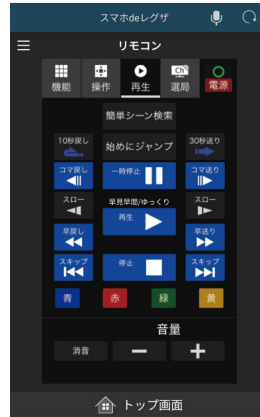 スマホdeレグザ
リモコン
機能 操作 再生 選局 電源
簡単シーン検索
10秒戻し 始めにジャンプ 30秒送り
コマ戻し 一時停止 コマ送り
スロー 早見早聞/ゆっくり スロー
早戻し 再生 早送り
スキップ 停止 スキップ
青 赤 緑 黄
音量
消音 － ＋
トップ画面